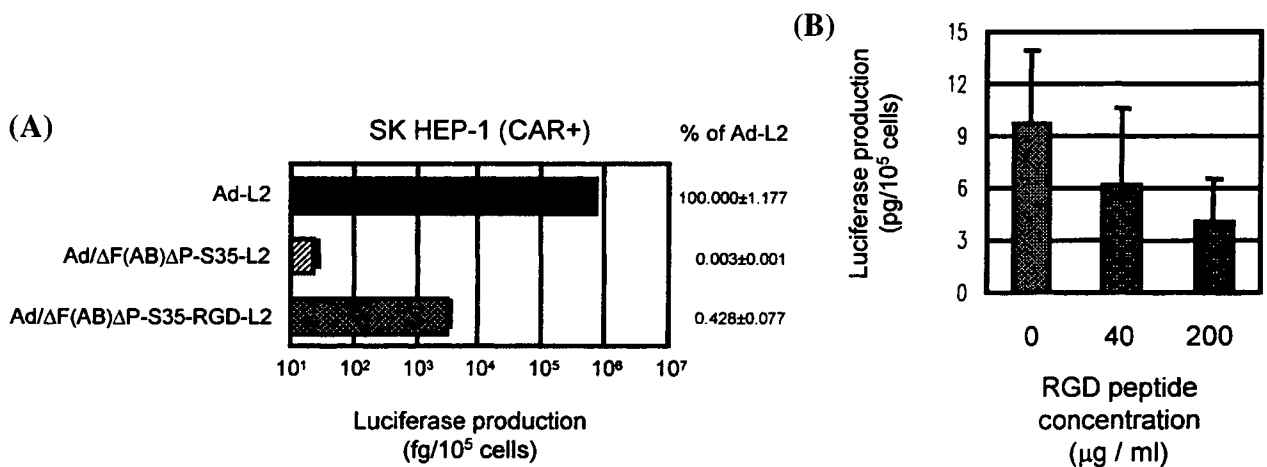 (A)
SK HEP-1 (CAR+)
% of Ad-L2
Ad-L2
100.000±1.177
Ad/ΔF(AB)ΔP-S35-L2
0.003±0.001
Ad/ΔF(AB)ΔP-S35-RGD-L2
0.428±0.077
10¹ 10² 10³ 10⁴ 10⁵ 10⁶ 10⁷
Luciferase production
(fg/10⁵ cells)
(B)
Luciferase production
(pg/10⁵ cells)
15
12
9
6
3
0
0 40 200
RGD peptide
concentration
(μg / ml)